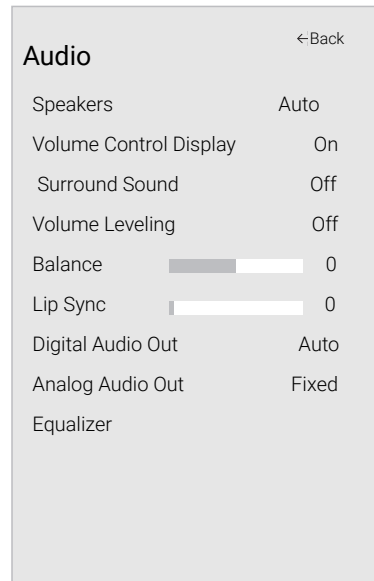 ←Back
Audio
Speakers Auto
Volume Control Display On
Surround Sound Off
Volume Leveling Off
Balance 0
Lip Sync 0
Digital Audio Out Auto
Analog Audio Out Fixed
Equalizer